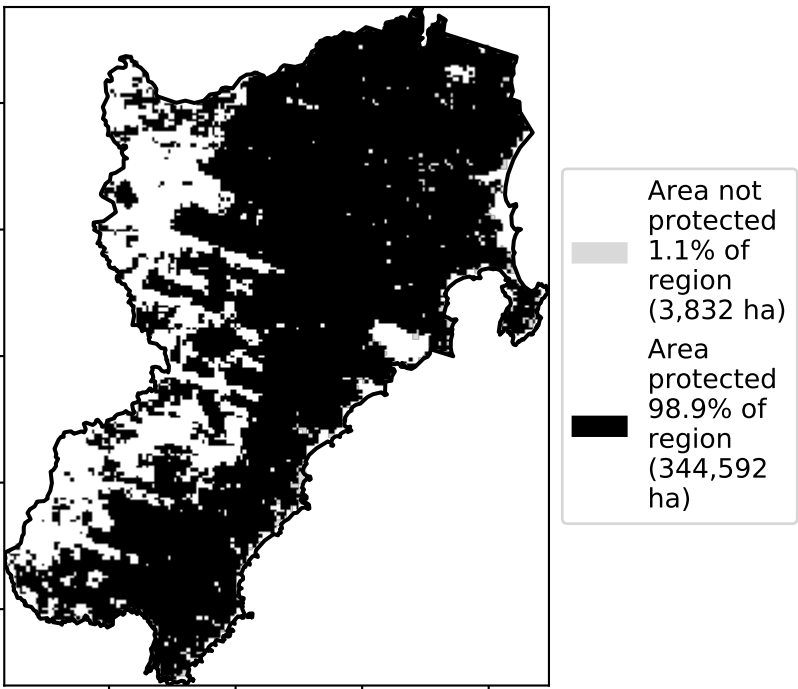 Area not
protected
1.1% of
region
(3,832 ha)
Area
protected
98.9% of
region
(344,592
ha)